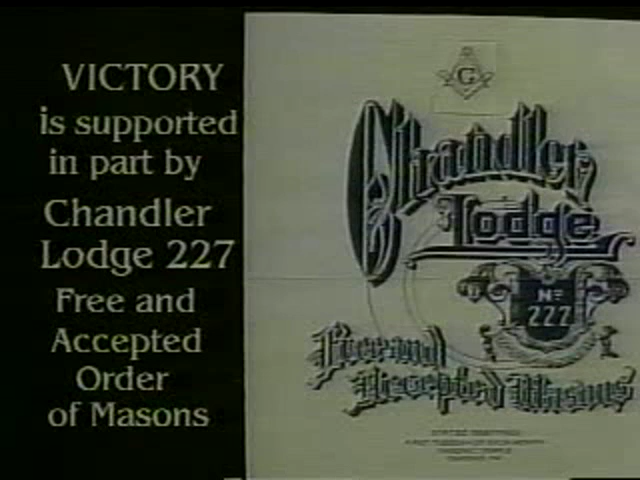 VICTORY
is supported
in part by
Chandler
Lodge 227
Free and
Accepted
Order
of Masons
G
Chandler
Lodge
No
227
Free and
Accepted Masons